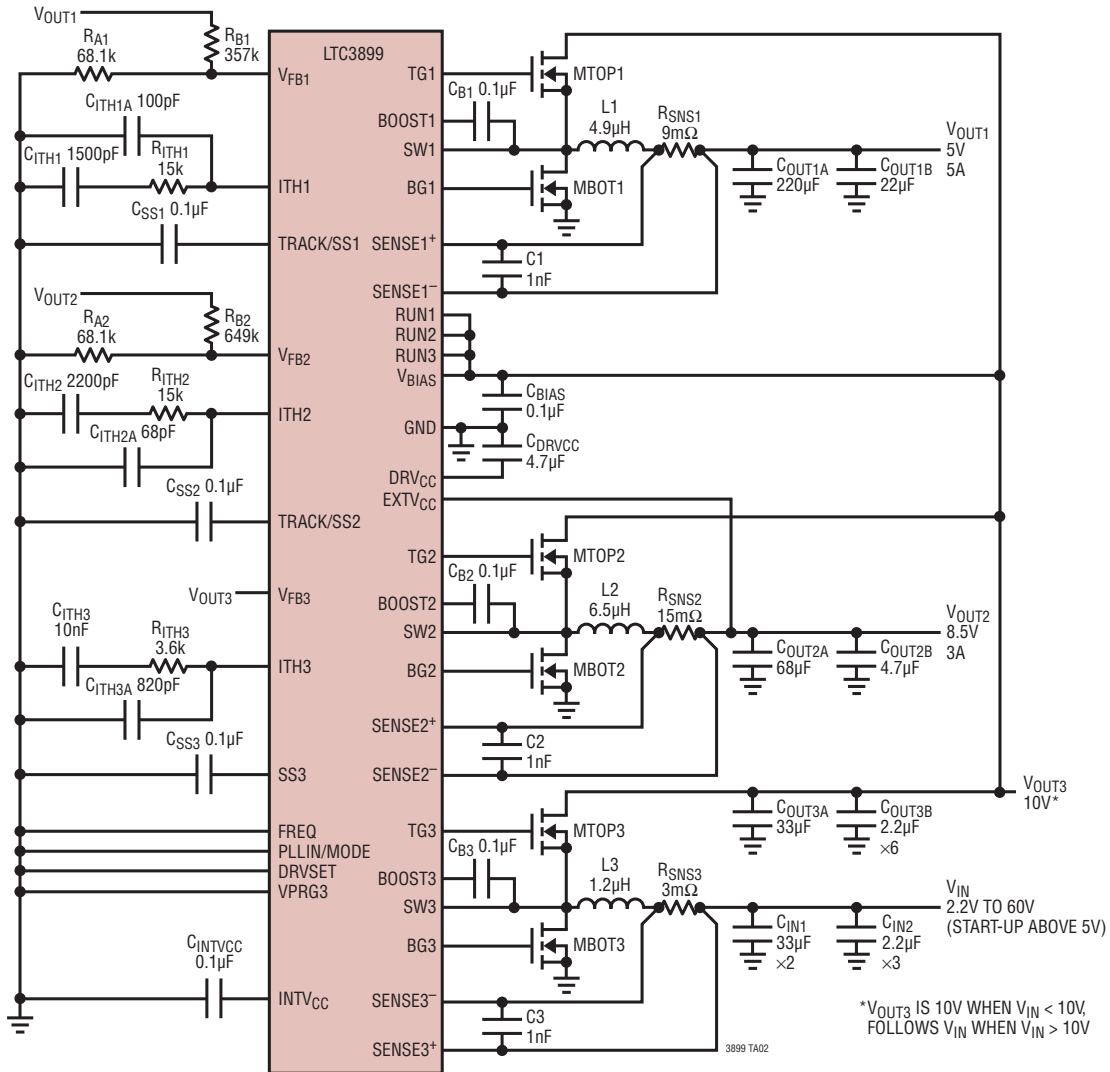 VOUT1
RA1
68.1k
RB1
357k
VFB1
CITH1A 100pF
CITH1 1500pF
RITH1
15k
ITH1
CSS1 0.1µF
TRACK/SS1
VOUT2
RA2
68.1k
RB2
649k
VFB2
CITH2 2200pF
RITH2
15k
ITH2
CITH2A 68pF
CSS2 0.1µF
TRACK/SS2
VOUT3
VFB3
CITH3
10nF
RITH3
3.6k
ITH3
CITH3A 820pF
CSS3 0.1µF
SS3
FREQ
PLLIN/MODE
DRVSET
VPRG3
CINTVCC
0.1µF
INTVCC
LTC3899
TG1
MTOP1
CB1 0.1µF
BOOST1
L1
4.9µH
RSNS1
9mΩ
SW1
BG1
MBOT1
VOUT1
5V
5A
COUT1A
220µF
COUT1B
22µF
SENSE1+
C1
1nF
SENSE1−
RUN1
RUN2
RUN3
VBIAS
CBIAS
0.1µF
GND
CDRVCC
4.7µF
DRVCC
EXTVCC
TG2
MTOP2
CB2 0.1µF
BOOST2
L2
6.5µH
RSNS2
15mΩ
SW2
BG2
MBOT2
VOUT2
8.5V
3A
COUT2A
68µF
COUT2B
4.7µF
SENSE2+
C2
1nF
SENSE2−
VOUT3
10V*
COUT3A
33µF
COUT3B
2.2µF
×6
TG3
MTOP3
CB3 0.1µF
BOOST3
L3
1.2µH
RSNS3
3mΩ
SW3
BG3
MBOT3
VIN
2.2V TO 60V
(START-UP ABOVE 5V)
CIN1
33µF
×2
CIN2
2.2µF
×3
SENSE3−
C3
1nF
SENSE3+
3899 TA02
*VOUT3 IS 10V WHEN VIN < 10V,
FOLLOWS VIN WHEN VIN > 10V